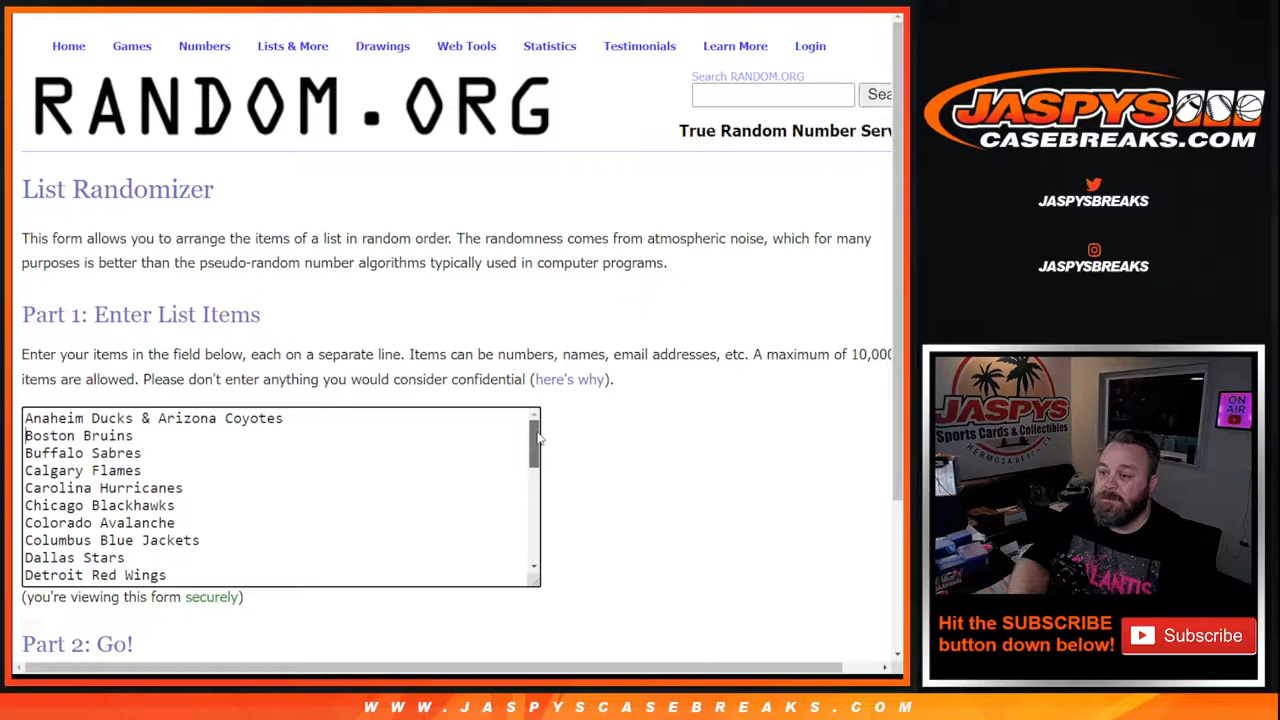 Home Games Numbers Lists & More Drawings Web Tools Statistics Testimonials Learn More Login
RANDOM.ORG
Search RANDOM.ORG
Sea
True Random Number Serv
List Randomizer
This form allows you to arrange the items of a list in random order. The randomness comes from atmospheric noise, which for many
purposes is better than the pseudo-random number algorithms typically used in computer programs.
Part 1: Enter List Items
Enter your items in the field below, each on a separate line. Items can be numbers, names, email addresses, etc. A maximum of 10,000
items are allowed. Please don't enter anything you would consider confidential (here's why).
Anaheim Ducks & Arizona Coyotes
Boston Bruins
Buffalo Sabres
Calgary Flames
Carolina Hurricanes
Chicago Blackhawks
Colorado Avalanche
Columbus Blue Jackets
Dallas Stars
Detroit Red Wings
(you're viewing this form securely)
Part 2: Go!
JASPYS
CASEBREAKS.COM
JASPYSBREAKS
JASPYSBREAKS
JASPYS
Sports Cards & Collectibles
HERMOSA BEACH, CA
ON
AIR
Hit the SUBSCRIBE
button down below!
Subscribe
WWW.JASPYSCASEBREAKS.COM